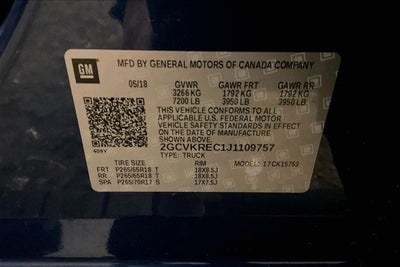 GM
MFD BY GENERAL MOTORS OF CANADA COMPANY
05/18 GVWR GAWR FRT GAWR RR
3266 KG 1792 KG 1792 KG
7200 LB 3950 LB 3950 LB
THIS VEHICLE CONFORMS TO ALL
APPLICABLE U.S. FEDERAL MOTOR
VEHICLE SAFETY STANDARDS IN EFFECT
ON THE DATE OF MANUFACTURE
SHOWN ABOVE.
2GCVKREC1J1109757
TYPE: TRUCK MODEL: 17CK15753
TIRE SIZE RIM
FRT P265/65R18 T 18X8.5J
RR P265/65R18 T 18X8.5J
SPA P265/70R17 S 17X7.5J